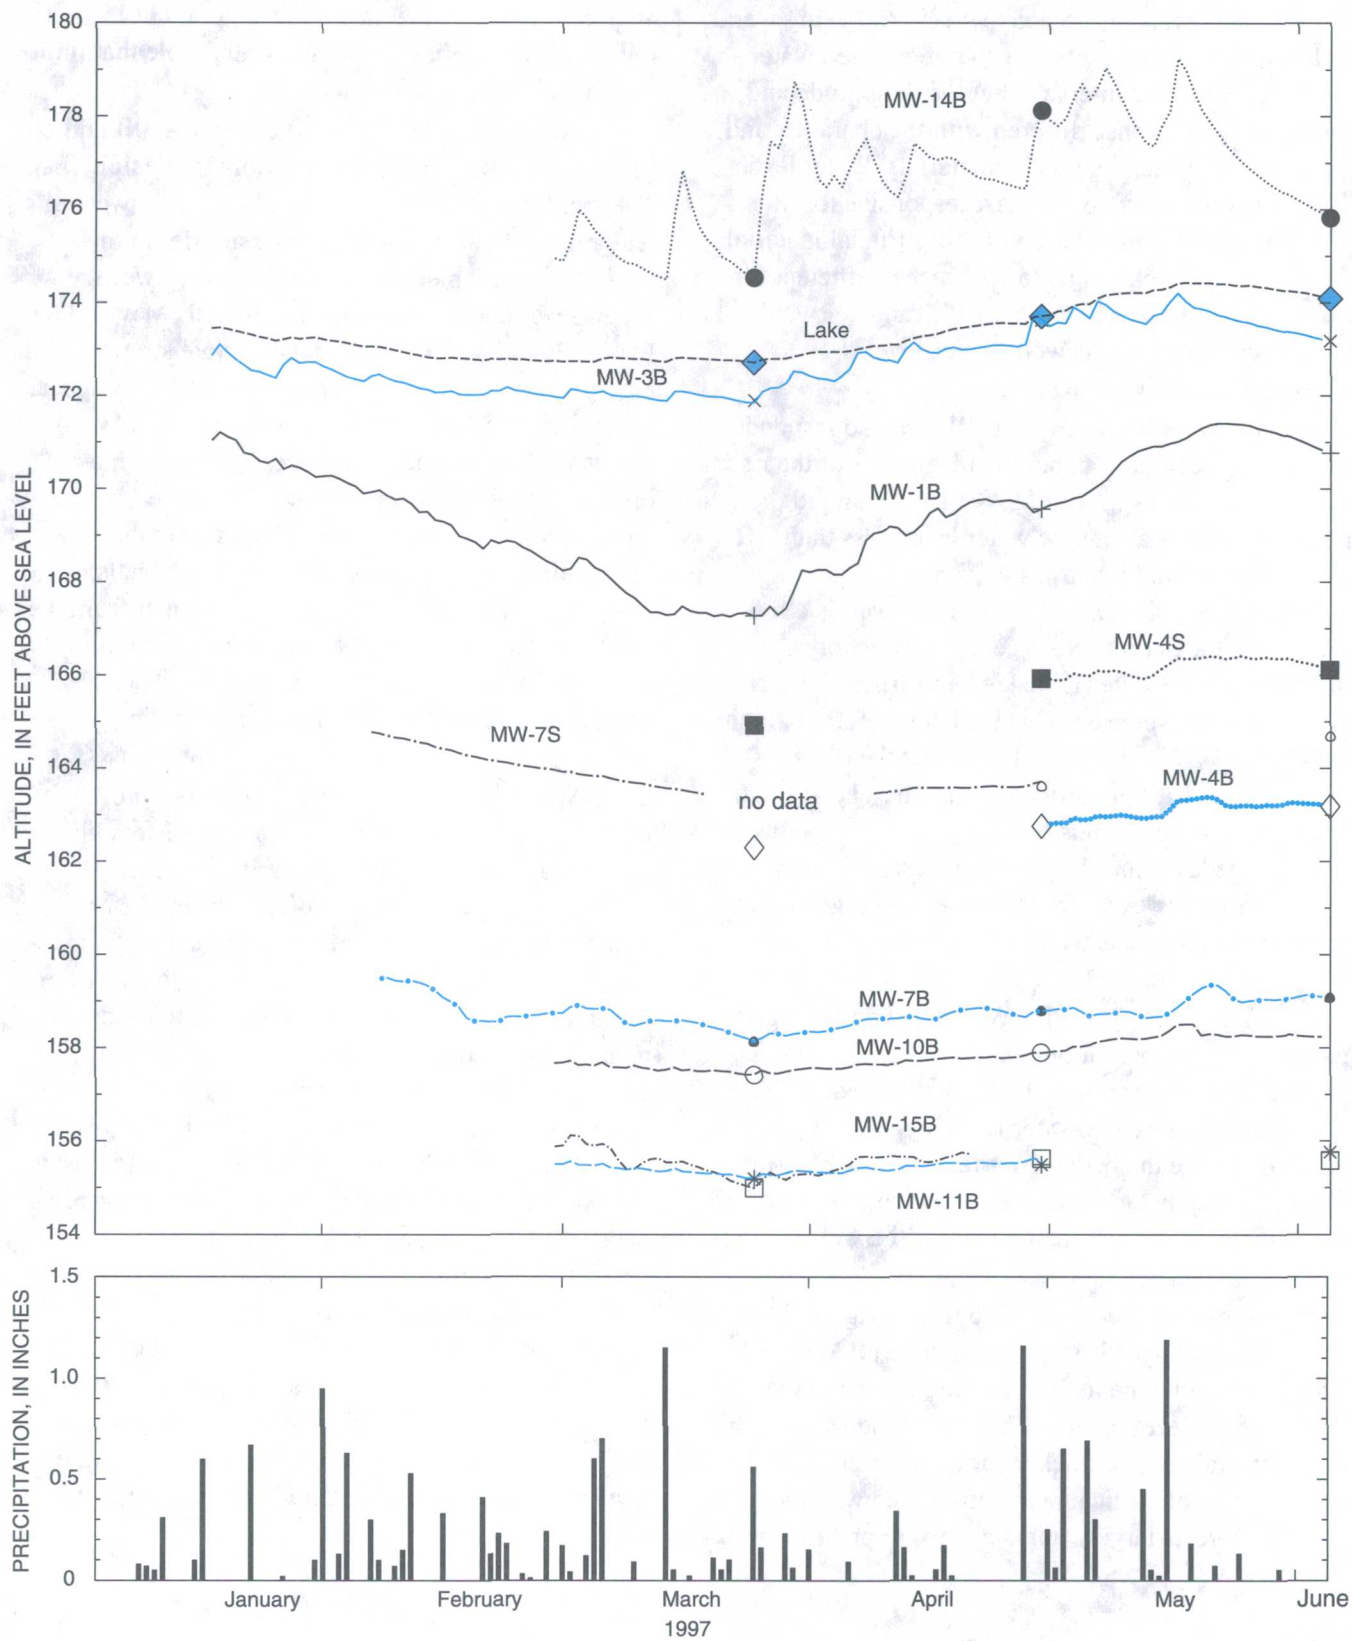 180
178
176
174
172
170
168
166
164
162
160
158
156
154
ALTITUDE, IN FEET ABOVE SEA LEVEL
MW-14B
Lake
MW-3B
MW-1B
MW-4S
MW-7S
no data
MW-4B
MW-7B
MW-10B
MW-15B
MW-11B
1.5
1.0
0.5
0
PRECIPITATION, IN INCHES
January February March April May June
1997